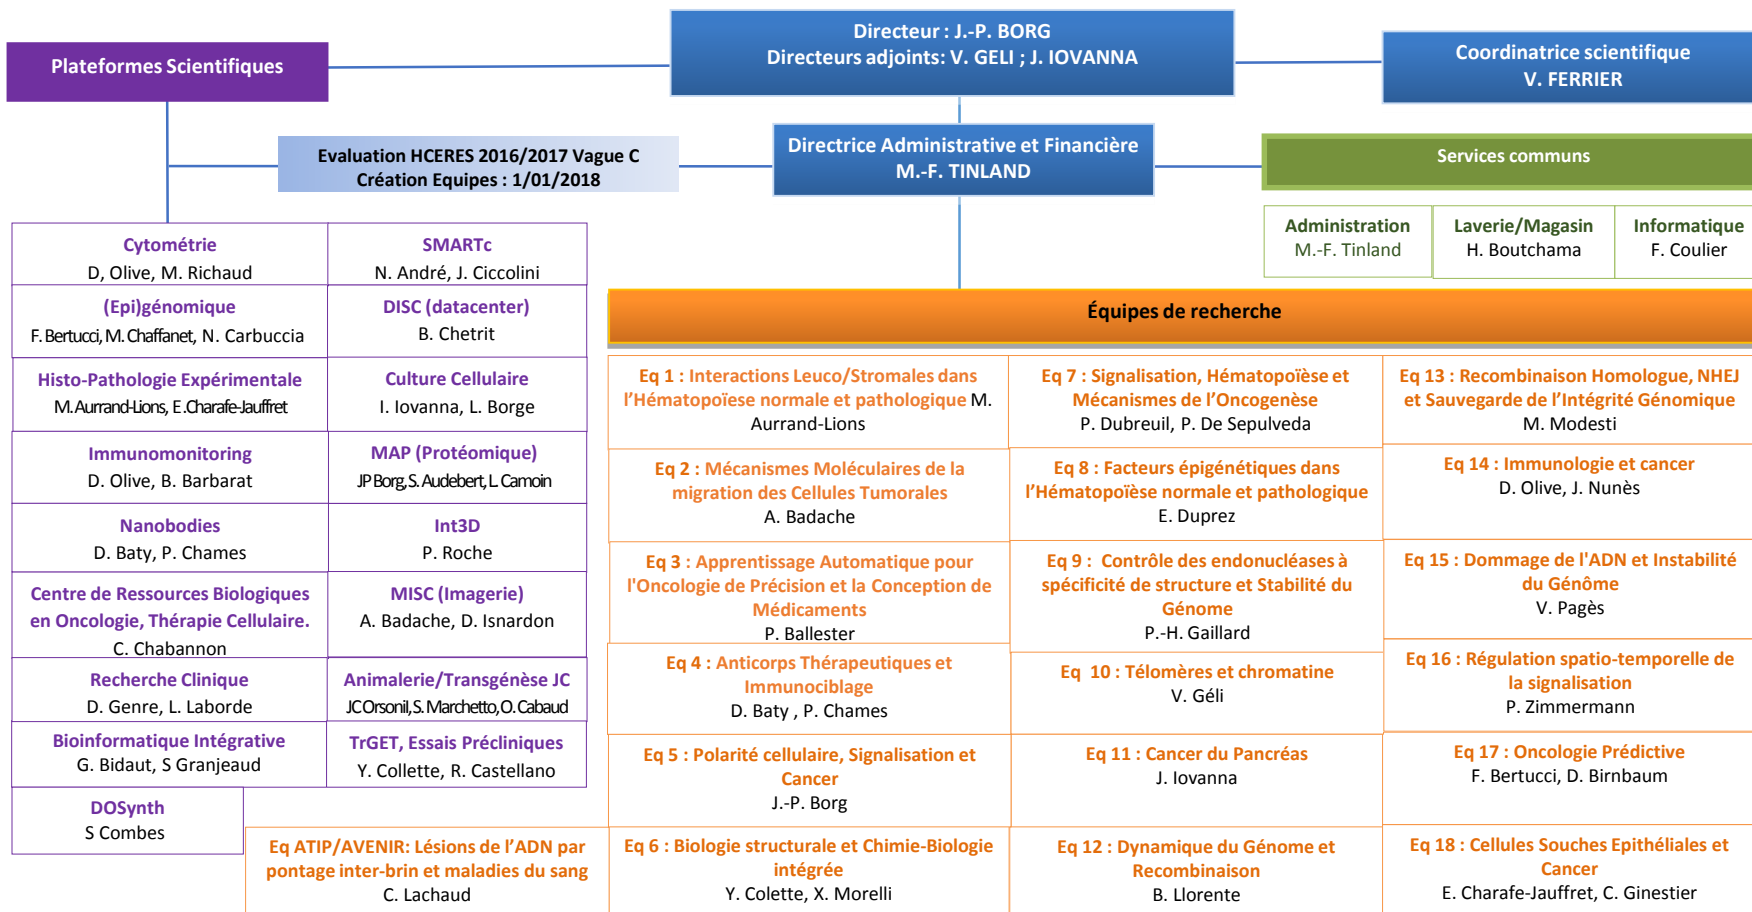 Plateformes Scientifiques
Directeur : J.-P. BORG
Directeurs adjoints: V. GELI ; J. IOVANNA
Coordinatrice scientifique
V. FERRIER
Evaluation HCERES 2016/2017 Vague C
Création Equipes : 1/01/2018
Directrice Administrative et Financière
M.-F. TINLAND
Services communs
Administration
M.-F. Tinland
Laverie/Magasin
H. Boutchama
Informatique
F. Coulier
Cytométrie
D, Olive, M. Richaud
SMARTc
N. André, J. Ciccolini
(Epi)génomique
F. Bertucci, M. Chaffanet, N. Carbuccia
DISC (datacenter)
B. Chetrit
Histo-Pathologie Expérimentale
M. Aurrand-Lions, E.Charafe-Jauffret
Culture Cellulaire
I. Iovanna, L. Borge
Immunomonitoring
D. Olive, B. Barbarat
MAP (Protéomique)
JP Borg, S. Audebert, L. Camoin
Nanobodies
D. Baty, P. Chames
Int3D
P. Roche
Centre de Ressources Biologiques
en Oncologie, Thérapie Cellulaire.
C. Chabannon
MISC (Imagerie)
A. Badache, D. Isnardon
Recherche Clinique
D. Genre, L. Laborde
Animalerie/Transgénèse JC
JC Orsonil, S. Marchetto, O. Cabaud
Bioinformatique Intégrative
G. Bidaut, S Granjeaud
TrGET, Essais Précliniques
Y. Collette, R. Castellano
DOSynth
S Combes
Équipes de recherche
Eq 1 : Interactions Leuco/Stromales dans
l'Hématopoïese normale et pathologique M.
Aurrand-Lions
Eq 2 : Mécanismes Moléculaires de la
migration des Cellules Tumorales
A. Badache
Eq 3 : Apprentissage Automatique pour
l'Oncologie de Précision et la Conception de
Médicaments
P. Ballester
Eq 4 : Anticorps Thérapeutiques et
Immunociblage
D. Baty , P. Chames
Eq 5 : Polarité cellulaire, Signalisation et
Cancer
J.-P. Borg
Eq ATIP/AVENIR: Lésions de l'ADN par
pontage inter-brin et maladies du sang
C. Lachaud
Eq 6 : Biologie structurale et Chimie-Biologie
intégrée
Y. Colette, X. Morelli
Eq 7 : Signalisation, Hématopoïèse et
Mécanismes de l'Oncogenèse
P. Dubreuil, P. De Sepulveda
Eq 8 : Facteurs épigénétiques dans
l'Hématopoïèse normale et pathologique
E. Duprez
Eq 9 : Contrôle des endonucléases à
spécificité de structure et Stabilité du
Génome
P.-H. Gaillard
Eq 10 : Télomères et chromatine
V. Géli
Eq 11 : Cancer du Pancréas
J. Iovanna
Eq 12 : Dynamique du Génome et
Recombinaison
B. Llorente
Eq 13 : Recombinaison Homologue, NHEJ
et Sauvegarde de l'Intégrité Génomique
M. Modesti
Eq 14 : Immunologie et cancer
D. Olive, J. Nunès
Eq 15 : Dommage de l'ADN et Instabilité
du Génôme
V. Pagès
Eq 16 : Régulation spatio-temporelle de
la signalisation
P. Zimmermann
Eq 17 : Oncologie Prédictive
F. Bertucci, D. Birnbaum
Eq 18 : Cellules Souches Epithéliales et
Cancer
E. Charafe-Jauffret, C. Ginestier